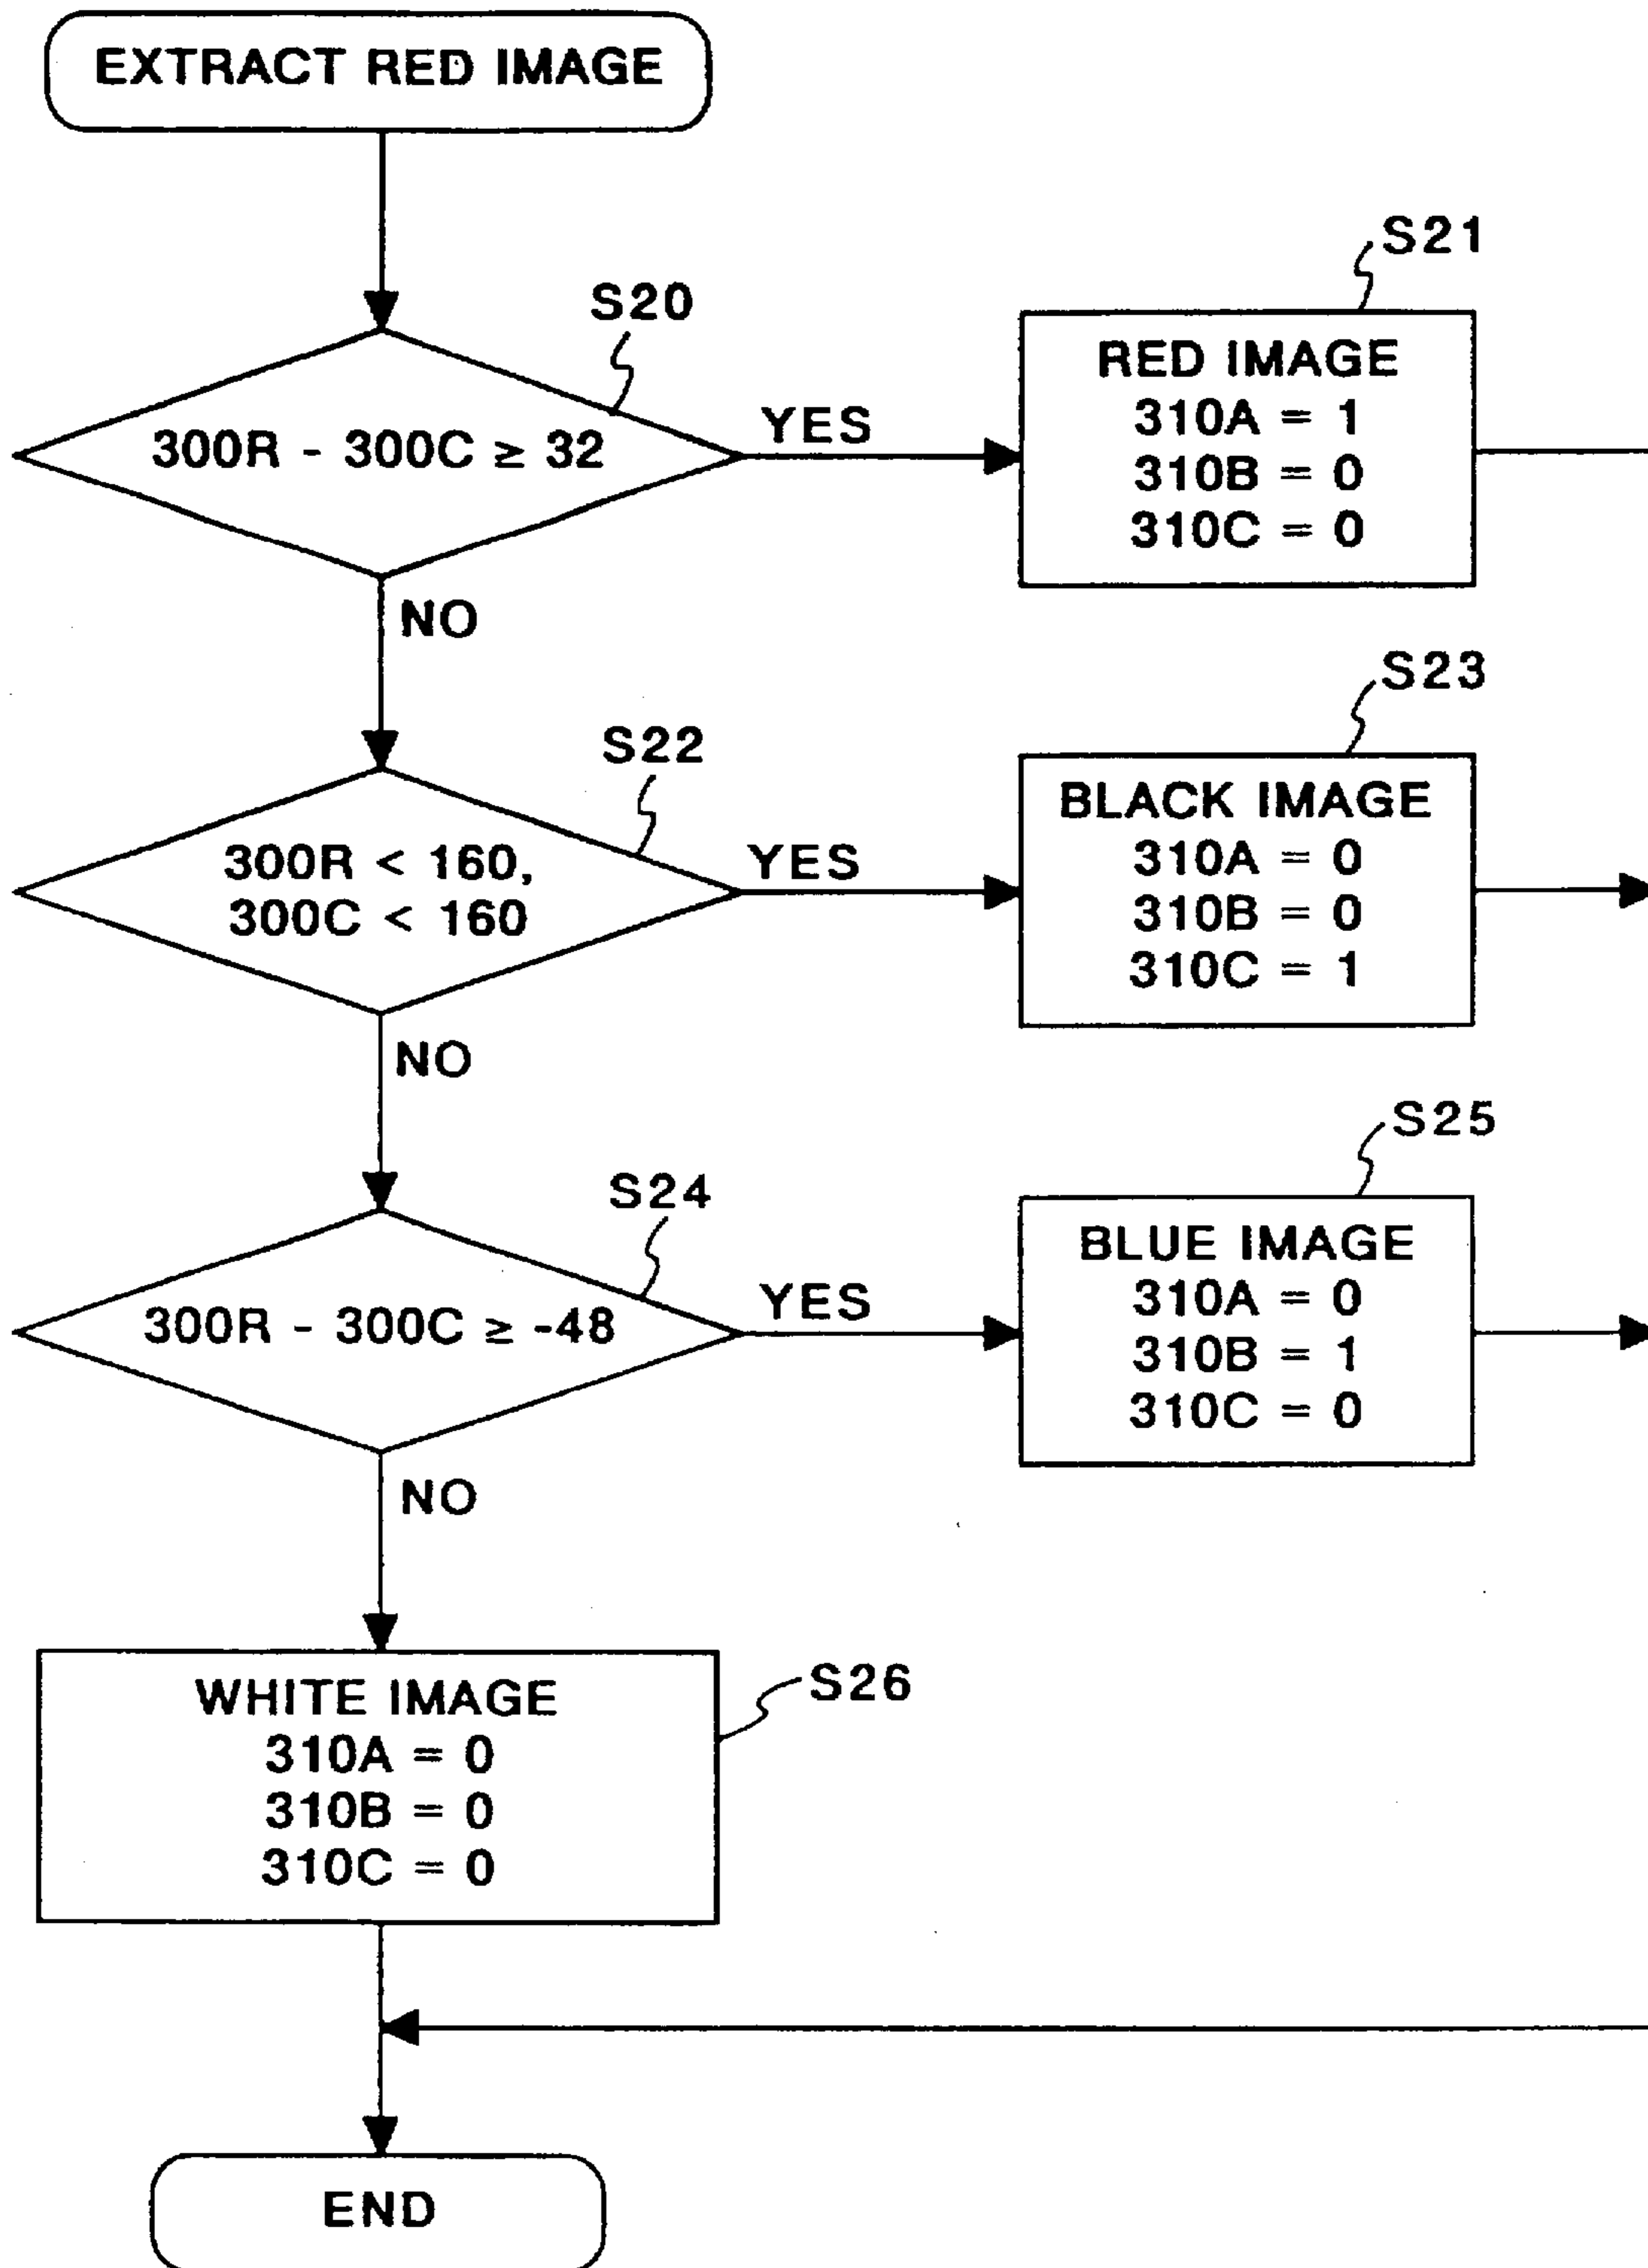 EXTRACT RED IMAGE
S20
300R - 300C ≥ 32
YES
NO
S21
RED IMAGE
310A = 1
310B = 0
310C = 0
S22
300R < 160,
300C < 160
YES
NO
S23
BLACK IMAGE
310A = 0
310B = 0
310C = 1
S24
300R - 300C ≥ -48
YES
NO
S25
BLUE IMAGE
310A = 0
310B = 1
310C = 0
S26
WHITE IMAGE
310A = 0
310B = 0
310C = 0
END